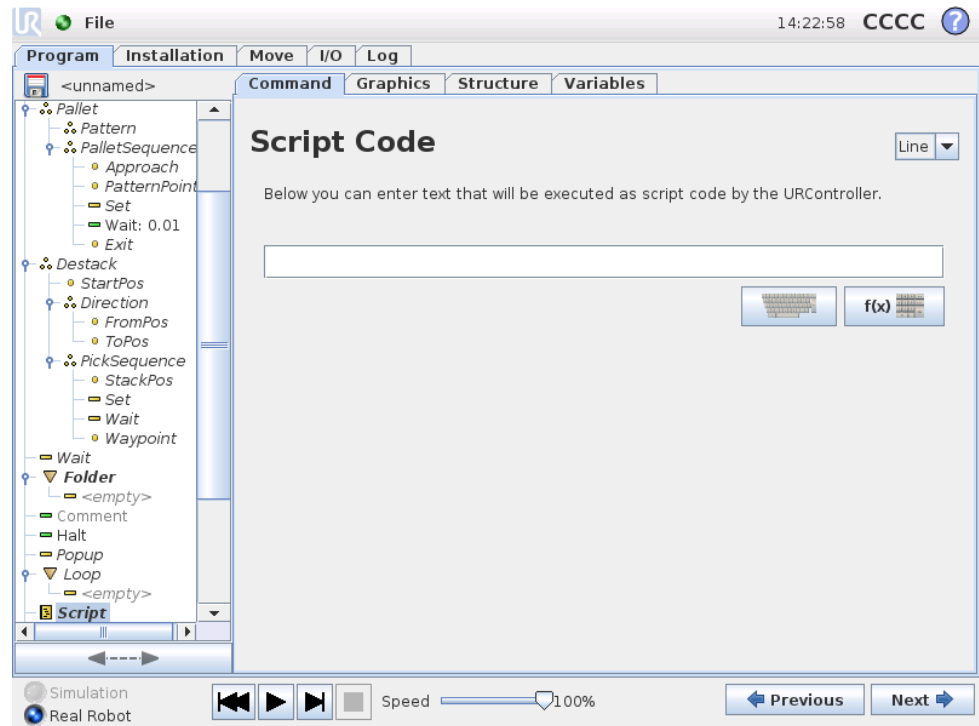 UR File 14:22:58 CCCC ?
Program Installation Move I/O Log
<unnamed>
Command Graphics Structure Variables
Pallet
Pattern
PalletSequence
Approach
PatternPoint
Set
Wait: 0.01
Exit
Destack
StartPos
Direction
FromPos
ToPos
PickSequence
StackPos
Set
Wait
Waypoint
Wait
Folder
<empty>
Comment
Halt
Popup
Loop
<empty>
Script
Script Code
Line
Below you can enter text that will be executed as script code by the URController.
f(x)
Simulation
Real Robot
Speed 100%
Previous Next